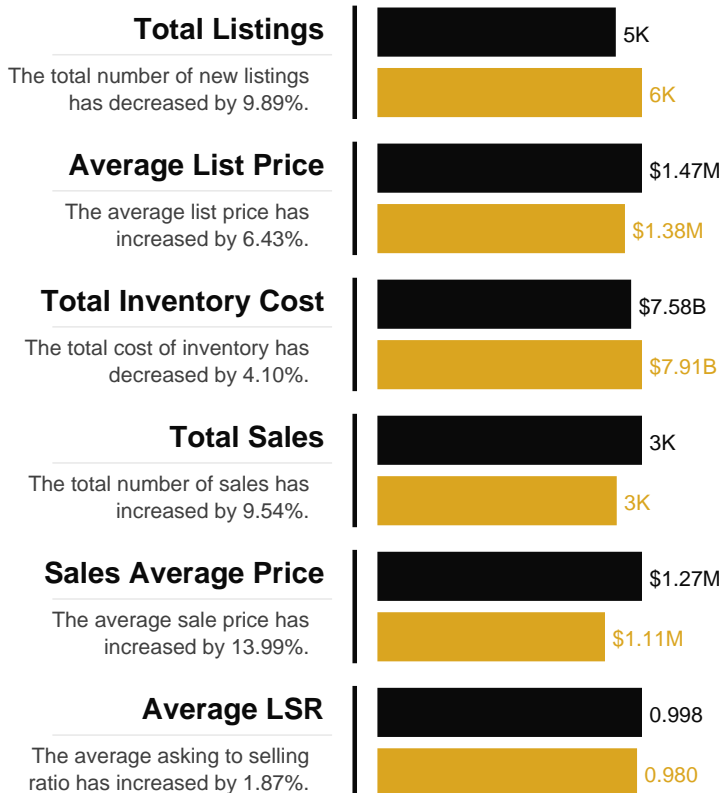 Total Listings
The total number of new listings
has decreased by 9.89%.
5K
6K
Average List Price
The average list price has
increased by 6.43%.
$1.47M
$1.38M
Total Inventory Cost
The total cost of inventory has
decreased by 4.10%.
$7.58B
$7.91B
Total Sales
The total number of sales has
increased by 9.54%.
3K
3K
Sales Average Price
The average sale price has
increased by 13.99%.
$1.27M
$1.11M
Average LSR
The average asking to selling
ratio has increased by 1.87%.
0.998
0.980